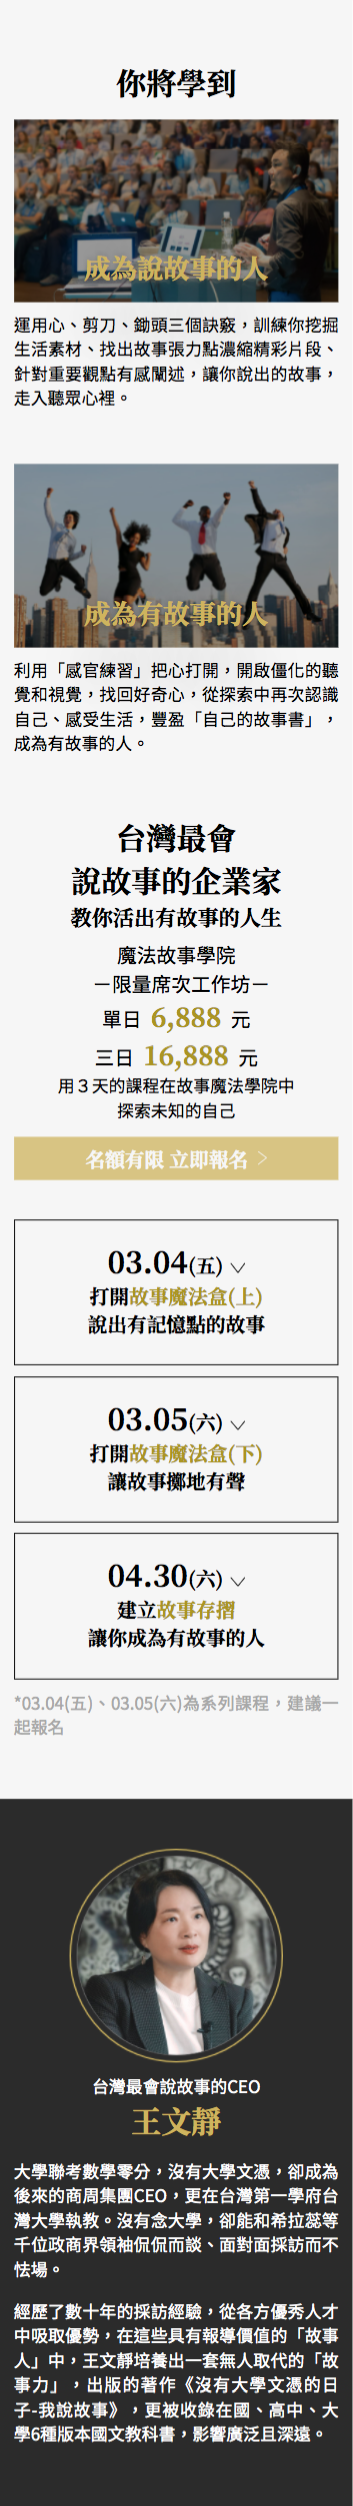 你將學到
成為說故事的人
運用心、剪刀、鋤頭三個訣竅，訓練你挖掘
生活素材、找出故事張力點濃縮精彩片段、
針對重要觀點有感闡述，讓你說出的故事，
走入聽眾心裡。
成為有故事的人
利用「感官練習」把心打開，開啟僵化的聽
覺和視覺，找回好奇心，從探索中再次認識
自己、感受生活，豐盈「自己的故事書」，
成為有故事的人。
台灣最會
說故事的企業家
教你活出有故事的人生
魔法故事學院
－限量席次工作坊－
單日 6,888 元
三日 16,888 元
用３天的課程在故事魔法學院中
探索未知的自己
名額有限 立即報名 >
03.04(五)
打開故事魔法盒(上)
說出有記憶點的故事
03.05(六)
打開故事魔法盒(下)
讓故事擲地有聲
04.30(六)
建立故事存摺
讓你成為有故事的人
*03.04(五)、03.05(六)為系列課程，建議一
起報名
台灣最會說故事的CEO
王文靜
大學聯考數學零分，沒有大學文憑，卻成為
後來的商周集團CEO，更在台灣第一學府台
灣大學執教。沒有念大學，卻能和希拉蕊等
千位政商界領袖侃侃而談、面對面採訪而不
怯場。
經歷了數十年的採訪經驗，從各方優秀人才
中吸取優勢，在這些具有報導價值的「故事
人」中，王文靜培養出一套無人取代的「故
事力」，出版的著作《沒有大學文憑的日
子-我說故事》，更被收錄在國、高中、大
學6種版本國文教科書，影響廣泛且深遠。